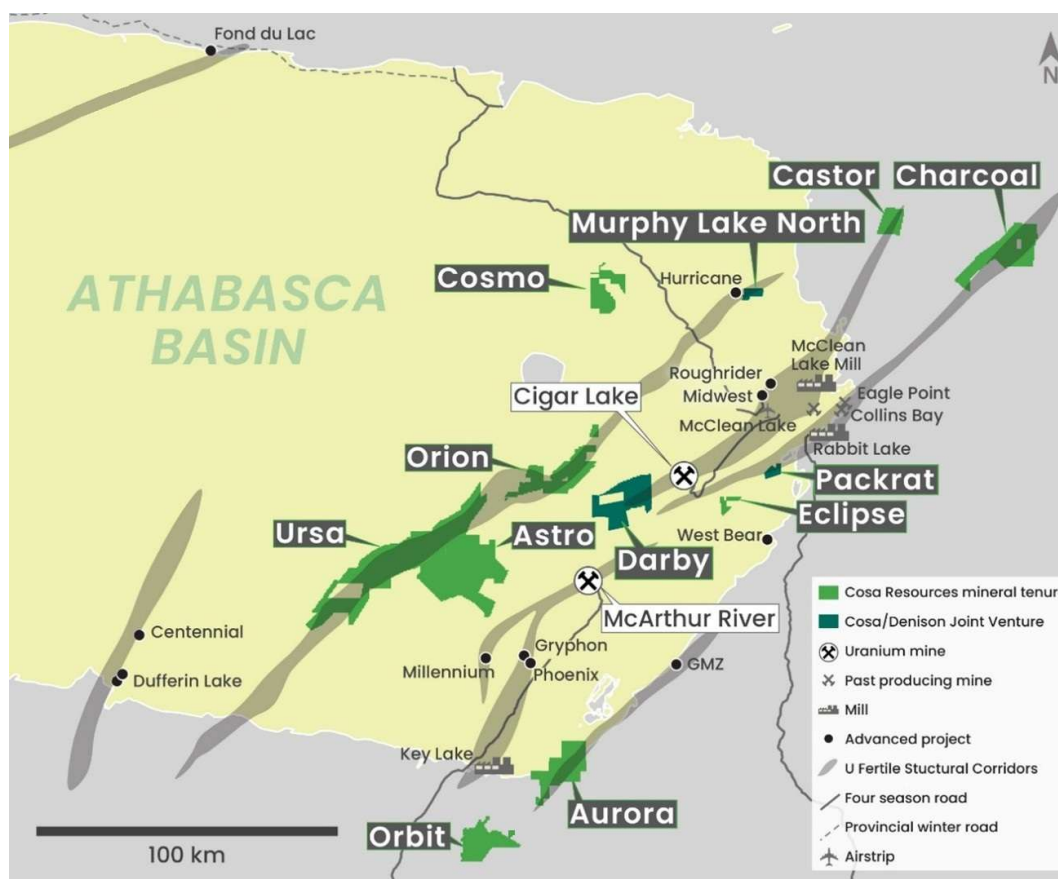 Fond du Lac
N
Castor
Charcoal
Murphy Lake North
Cosmo
Hurricane
ATHABASCA
BASIN
McClean
Lake Mill
Roughrider
Midwest
Cigar Lake
Eagle Point
McClean Lake
Collins Bay
Rabbit Lake
Orion
Packrat
Eclipse
Ursa
Astro
West Bear
Darby
McArthur River
Centennial
Gryphon
Millennium
Phoenix
GMZ
Dufferin Lake
Key Lake
Aurora
Orbit
100 km
Cosa Resources mineral tenur
Cosa/Denison Joint Venture
Uranium mine
Past producing mine
Mill
Advanced project
U Fertile Stuctural Corridors
Four season road
Provincial winter road
Airstrip